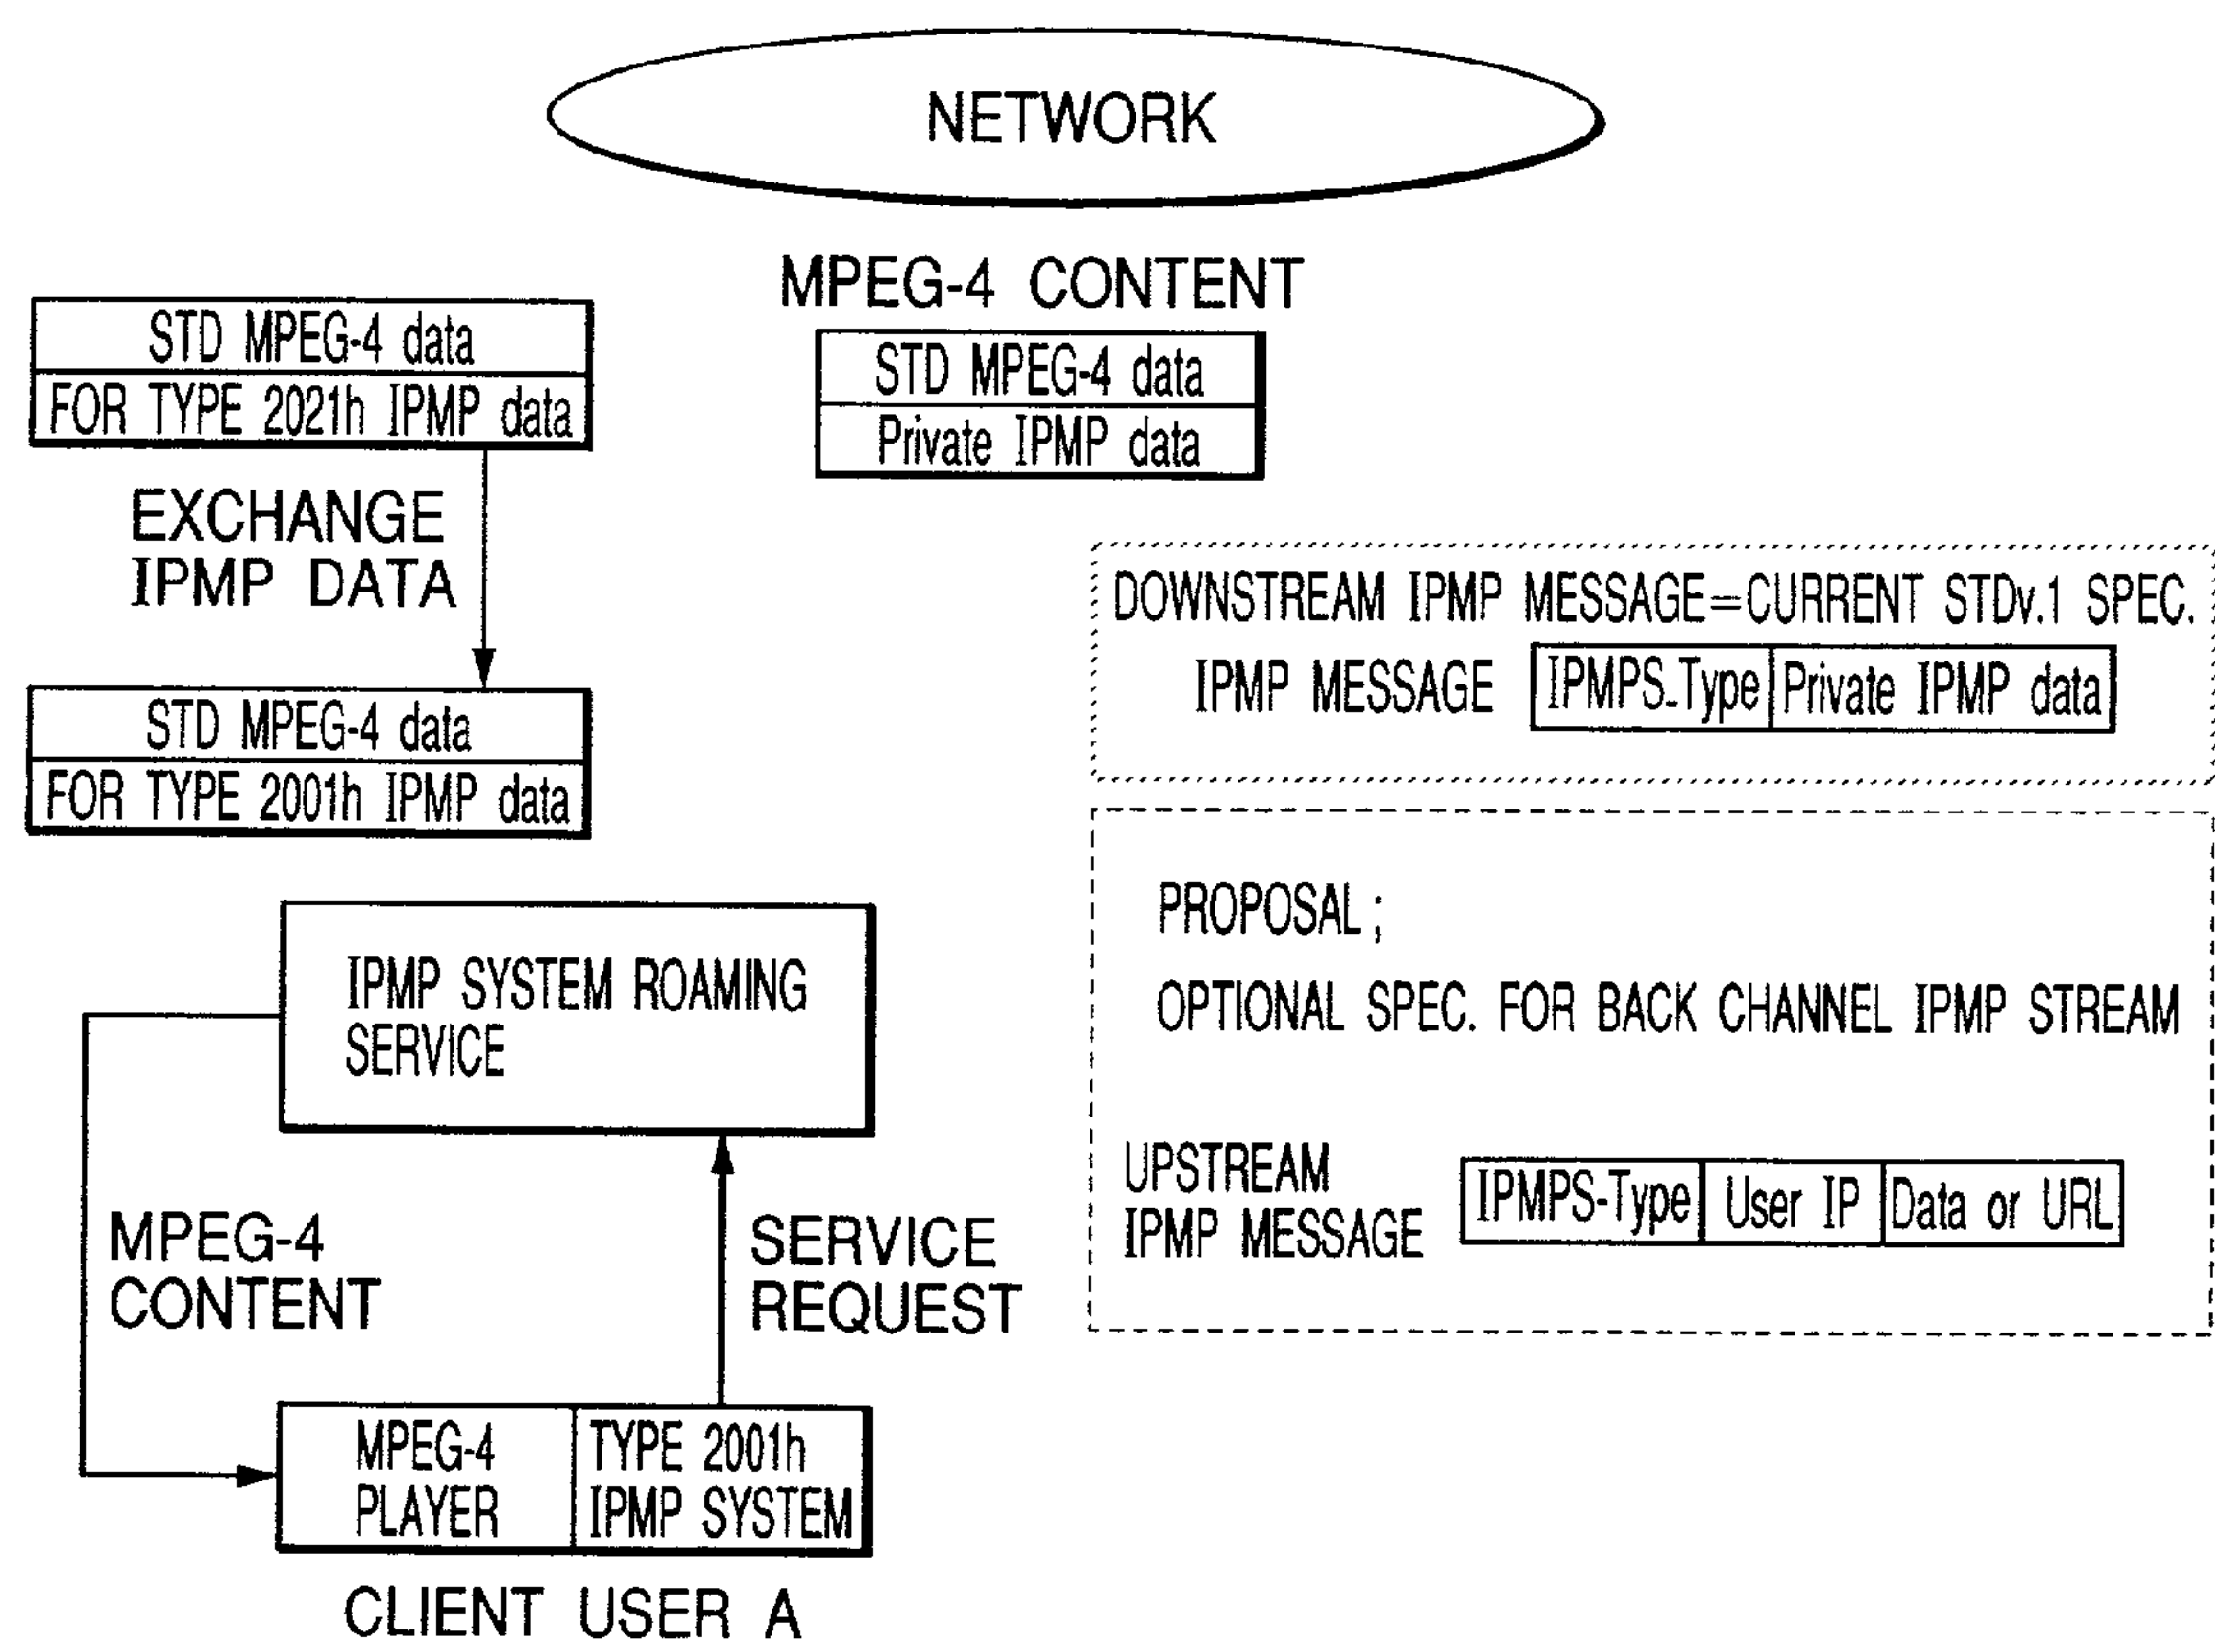 NETWORK
MPEG-4 CONTENT
STD MPEG-4 data
Private IPMP data
STD MPEG-4 data
FOR TYPE 2021h IPMP data
EXCHANGE
IPMP DATA
STD MPEG-4 data
FOR TYPE 2001h IPMP data
DOWNSTREAM IPMP MESSAGE=CURRENT STDv.1 SPEC.
IPMP MESSAGE IPMPS-Type Private IPMP data
PROPOSAL;
OPTIONAL SPEC. FOR BACK CHANNEL IPMP STREAM
UPSTREAM
IPMP MESSAGE
IPMPS-Type User IP Data or URL
IPMP SYSTEM ROAMING
SERVICE
MPEG-4
CONTENT
SERVICE
REQUEST
MPEG-4
PLAYER
TYPE 2001h
IPMP SYSTEM
CLIENT USER A